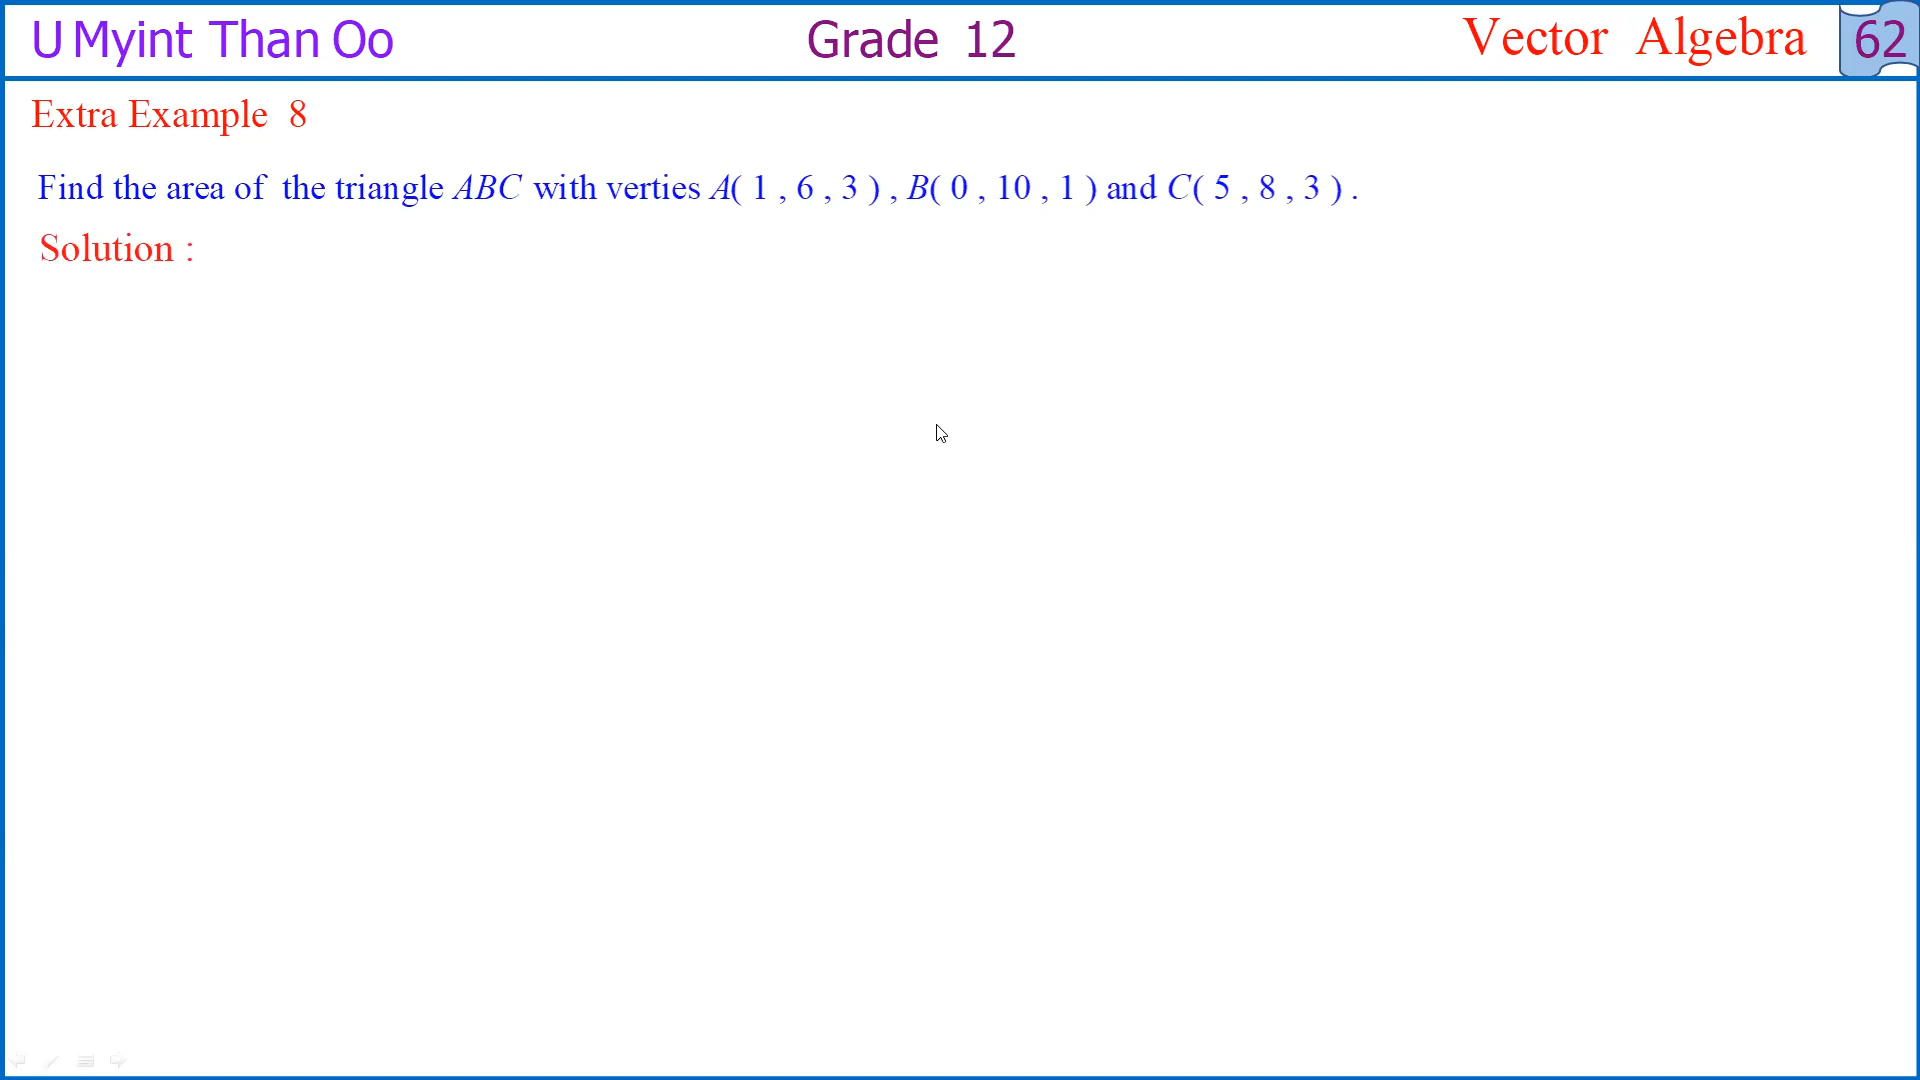 U Myint Than Oo Grade 12 Vector Algebra 62
Extra Example 8
Find the area of the triangle ABC with verties A( 1 , 6 , 3 ) , B( 0 , 10 , 1 ) and C( 5 , 8 , 3 ) .
Solution :